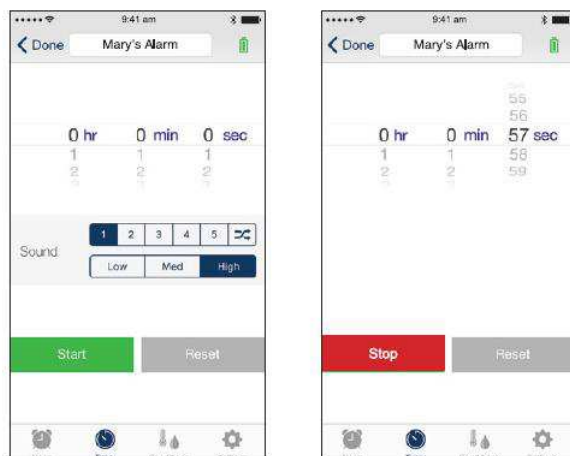 9:41 am
Done Mary's Alarm
0 hr 0 min 0 sec
1 1 1
2 2 2
Sound
1 2 3 4 5
Low Med High
Start Reset
9:41 am
Done Mary's Alarm
55
56
0 hr 0 min 57 sec
1 1 58
2 2 59
Stop Reset